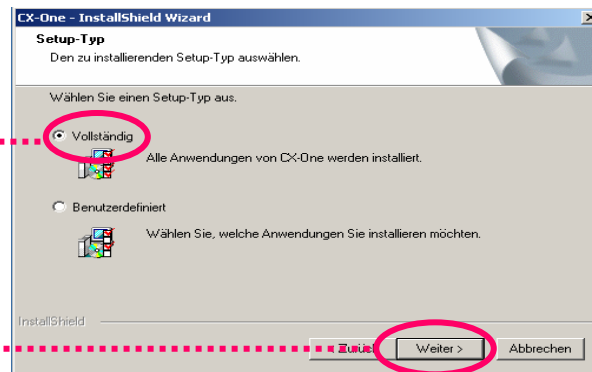 CX-One - InstallShield Wizard
Setup-Typ
Den zu installierenden Setup-Typ auswählen.
Wählen Sie einen Setup-Typ aus.
Vollständig
Alle Anwendungen von CX-One werden installiert.
Benutzerdefiniert
Wählen Sie, welche Anwendungen Sie installieren möchten.
InstallShield
< Zurück Weiter > Abbrechen